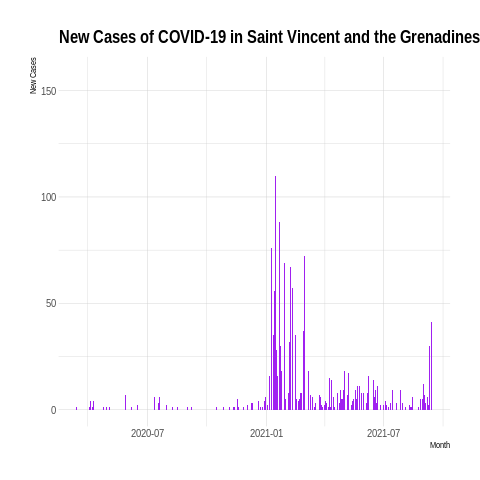 New Cases of COVID-19 in Saint Vincent and the Grenadines
New Cases
150
100
50
0
2020-07
2021-01
2021-07
Month